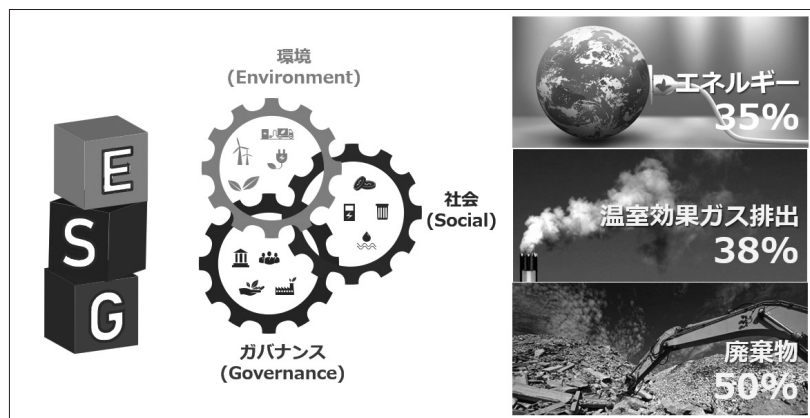 E
S
G
環境
(Environment)
社会
(Social)
ガバナンス
(Governance)
エネルギー
35%
温室効果ガス排出
38%
廃棄物
50%